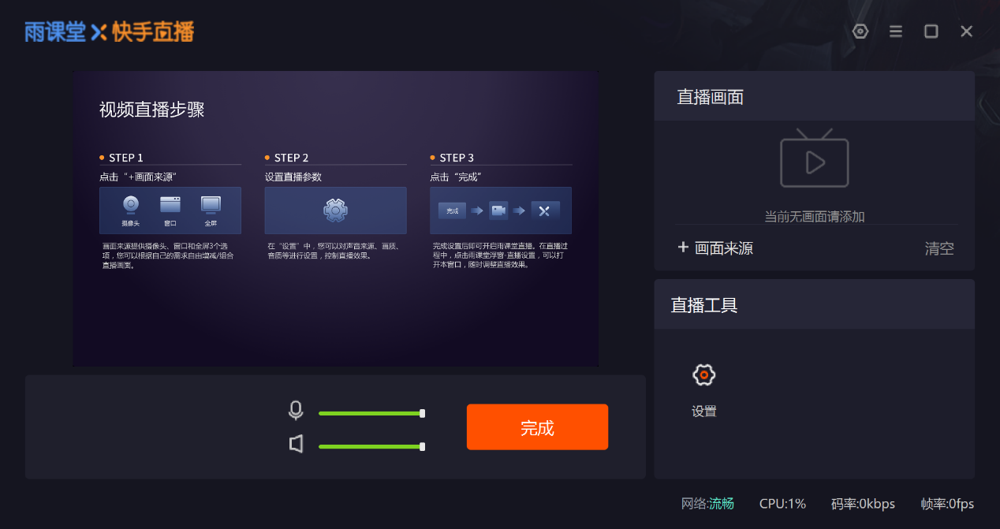 雨课堂X快手直播
视频直播步骤
STEP 1
点击“+画面来源”
摄像头 窗口 全屏
画面来源提供摄像头、窗口和全屏3个选
项，您可以根据自己的需求自由增减/组合
直播画面。
STEP 2
设置直播参数
在“设置”中，您可以对声音来源、画质、
音质等进行设置，控制直播效果。
STEP 3
点击“完成”
完成
完成设置后即可开启雨课堂直播。在直播过
程中，点击雨课堂浮窗-直播设置，可以打
开本窗口，随时调整直播效果。
完成
直播画面
当前无画面请添加
+ 画面来源 清空
直播工具
设置
网络:流畅 CPU:1% 码率:0kbps 帧率:0fps